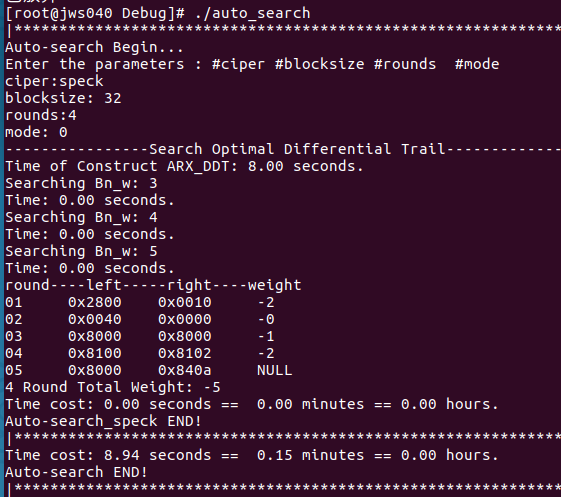 [root@jws040 Debug]# ./auto_search
|*************************************************************
Auto-search Begin...
Enter the parameters : #ciper #blocksize #rounds  #mode
ciper:speck
blocksize: 32
rounds:4
mode: 0
----------------Search Optimal Differential Trail-------------
Time of Construct ARX_DDT: 8.00 seconds.
Searching Bn_w: 3
Time: 0.00 seconds.
Searching Bn_w: 4
Time: 0.00 seconds.
Searching Bn_w: 5
Time: 0.00 seconds.
round----left-----right----weight
01     0x2800    0x0010     -2
02     0x0040    0x0000     -0
03     0x8000    0x8000     -1
04     0x8100    0x8102     -2
05     0x8000    0x840a     NULL
4 Round Total Weight: -5
Time cost: 0.00 seconds ==  0.00 minutes == 0.00 hours.
Auto-search_speck END!
|*************************************************************
Time cost: 8.94 seconds ==  0.15 minutes == 0.00 hours.
Auto-search END!
|*************************************************************